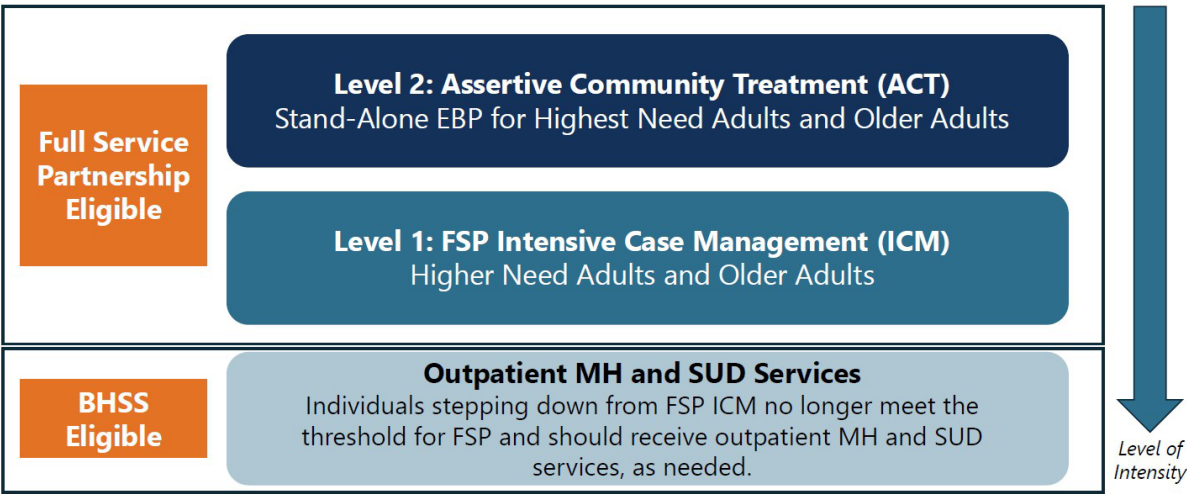 Full Service
Partnership
Eligible
Level 2: Assertive Community Treatment (ACT)
Stand-Alone EBP for Highest Need Adults and Older Adults
Level 1: FSP Intensive Case Management (ICM)
Higher Need Adults and Older Adults
BHSS
Eligible
Outpatient MH and SUD Services
Individuals stepping down from FSP ICM no longer meet the
threshold for FSP and should receive outpatient MH and SUD
services, as needed.
Level of
Intensity